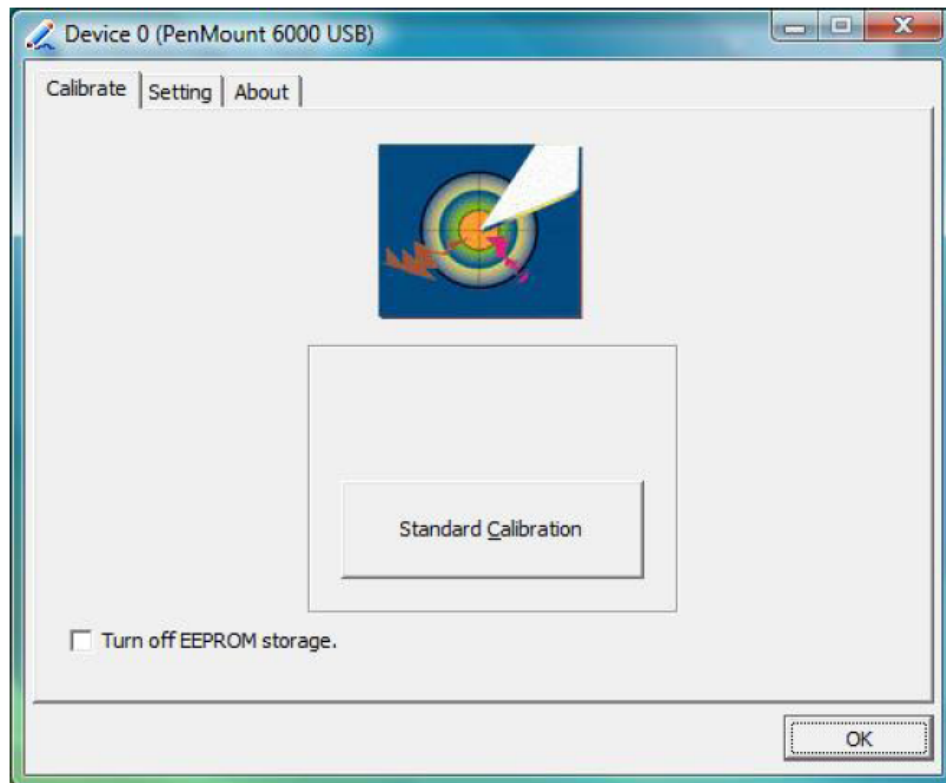 Device 0 (PenMount 6000 USB)
Calibrate Setting About
Standard Calibration
Turn off EEPROM storage.
OK